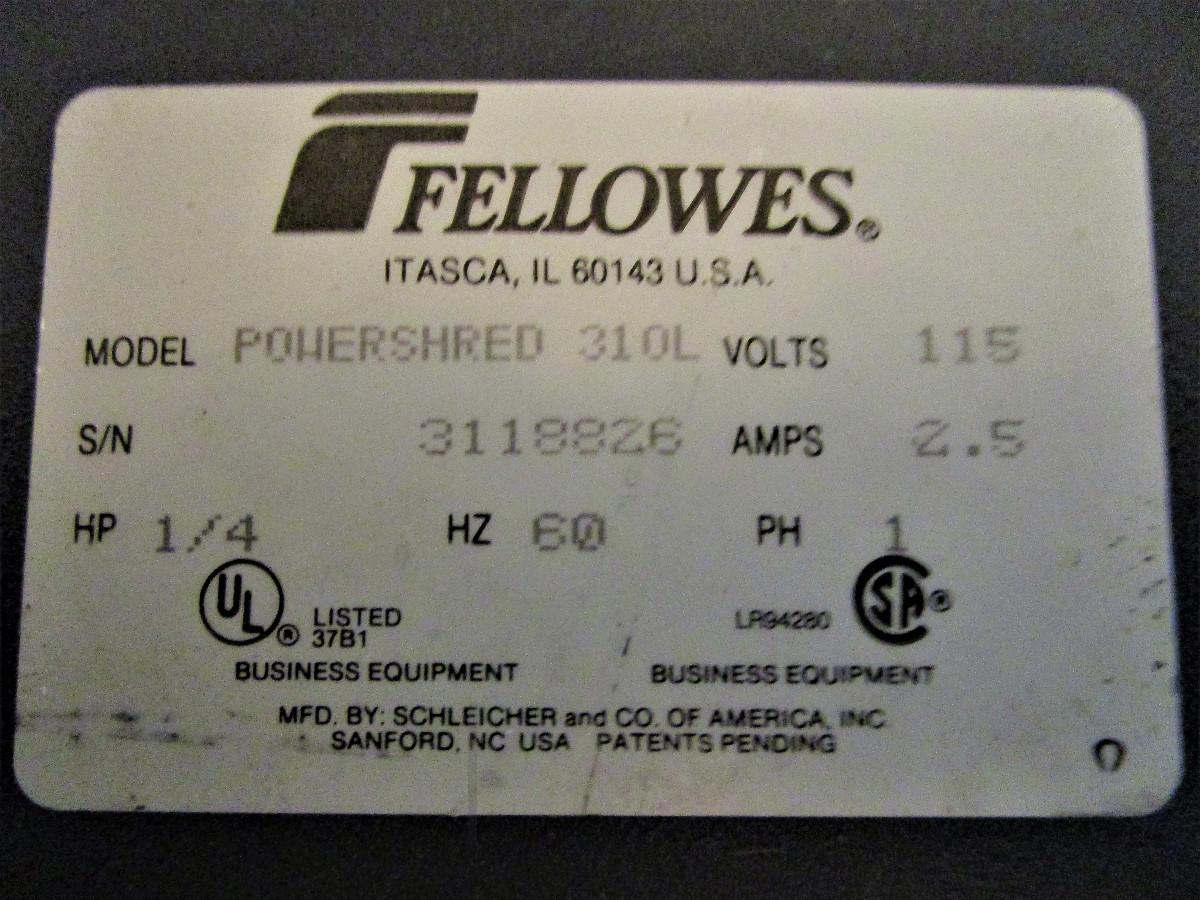 FELLOWES®
ITASCA, IL 60143 U.S.A.
MODEL POWERSHRED 310L VOLTS 115
S/N 3118826 AMPS 2.5
HP 1/4 HZ 60 PH 1
UL® LISTED 37B1 LR94280 SA®
BUSINESS EQUIPMENT BUSINESS EQUIPMENT
MFD. BY: SCHLEICHER and CO. OF AMERICA, INC.
SANFORD, NC USA PATENTS PENDING